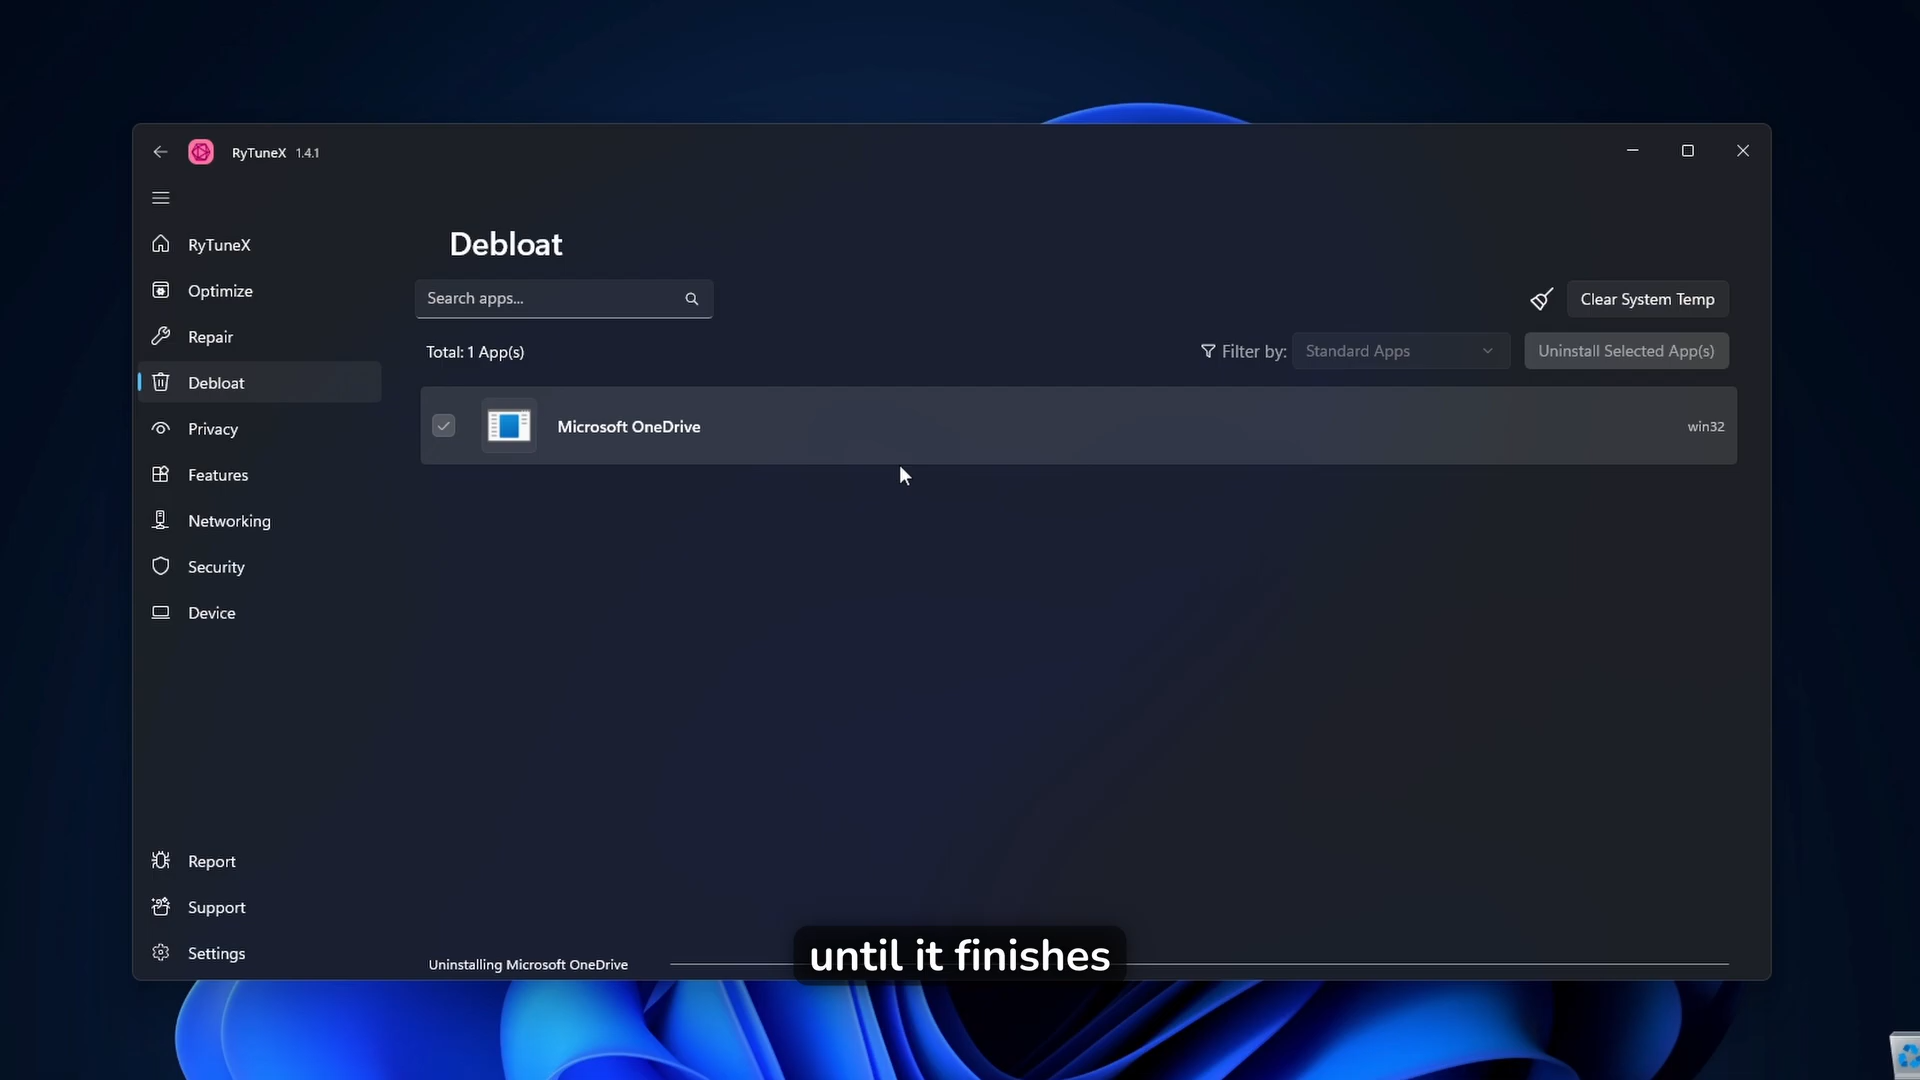 RyTuneX 1.4.1
RyTuneX
Optimize
Repair
Debloat
Privacy
Features
Networking
Security
Device
Report
Support
Settings
Debloat
Search apps...
Clear System Temp
Total: 1 App(s)
Filter by:
Standard Apps
Uninstall Selected App(s)
Microsoft OneDrive
win32
Uninstalling Microsoft OneDrive
until it finishes